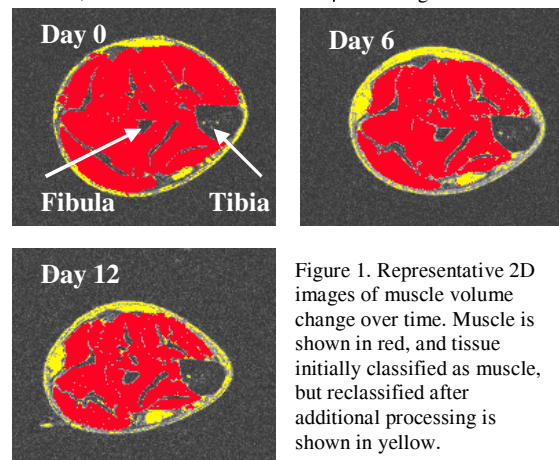 Day 0
Day 6
Fibula
Tibia
Day 12
Figure 1. Representative 2D
images of muscle volume
change over time. Muscle is
shown in red, and tissue
initially classified as muscle,
but reclassified after
additional processing is
shown in yellow.